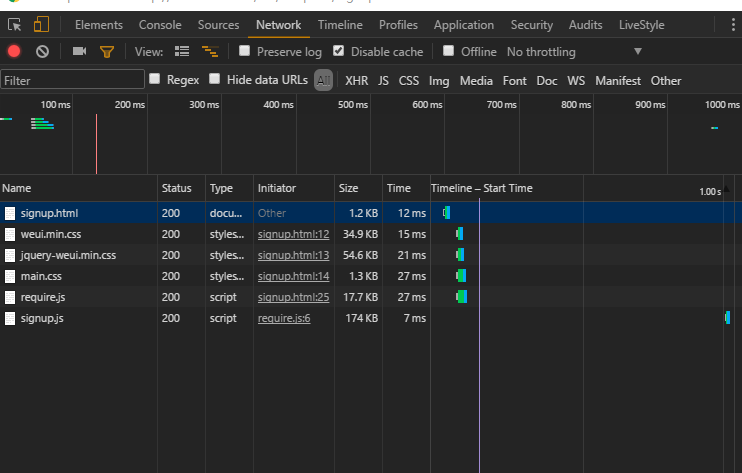 Elements Console Sources Network Timeline Profiles Application Security Audits LiveStyle
View: Preserve log Disable cache Offline No throttling
Filter Regex Hide data URLs All XHR JS CSS Img Media Font Doc WS Manifest Other
100 ms 200 ms 300 ms 400 ms 500 ms 600 ms 700 ms 800 ms 900 ms 1000 ms
Name Status Type Initiator Size Time Timeline – Start Time 1.00 s
signup.html 200 docu... Other 1.2 KB 12 ms
weui.min.css 200 styles... signup.html:12 34.9 KB 15 ms
jquery-weui.min.css 200 styles... signup.html:13 54.6 KB 21 ms
main.css 200 styles... signup.html:14 1.3 KB 27 ms
require.js 200 script signup.html:25 17.7 KB 27 ms
signup.js 200 script require.js:6 174 KB 7 ms